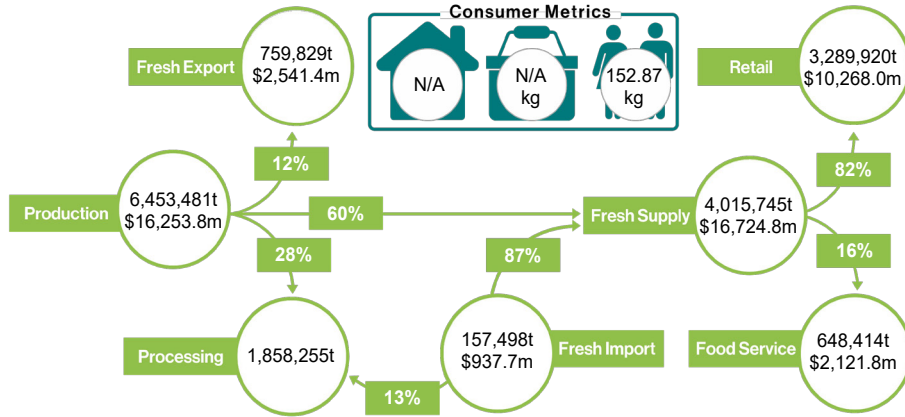 Consumer Metrics
N/A
N/A
kg
152.87
kg
Fresh Export
759,829t
$2,541.4m
Retail
3,289,920t
$10,268.0m
12%
82%
Production
6,453,481t
$16,253.8m
60%
Fresh Supply
4,015,745t
$16,724.8m
28%
87%
16%
Processing
1,858,255t
13%
157,498t
$937.7m
Fresh Import
Food Service
648,414t
$2,121.8m